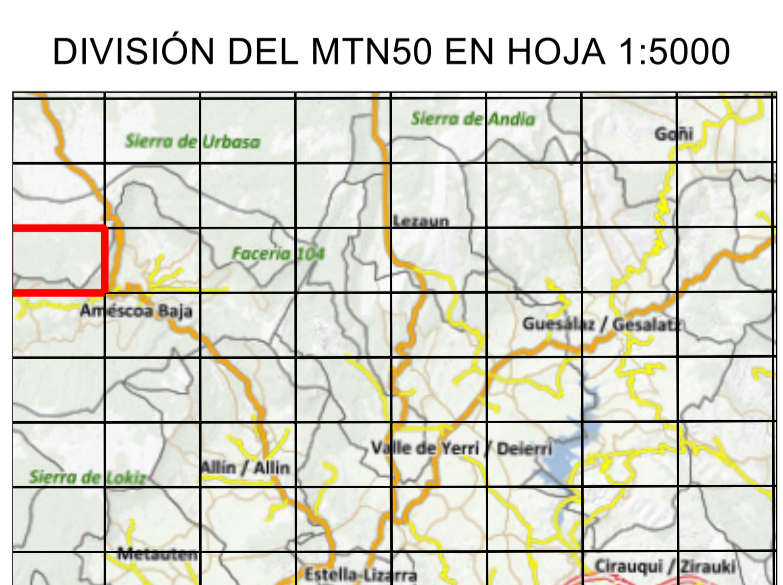 DIVISIÓN DEL MTN50 EN HOJA 1:5000
Sierra de Andia
Goñi
Sierra de Urbasa
Lezaun
Facería 104
Améscoa Baja
Guesálaz / Gesalatz
Valle de Yerri / Deierri
Allín / Allin
Sierra de Lokiz
Metauten
Cirauqui / Zirauki
Estella-Lizarra